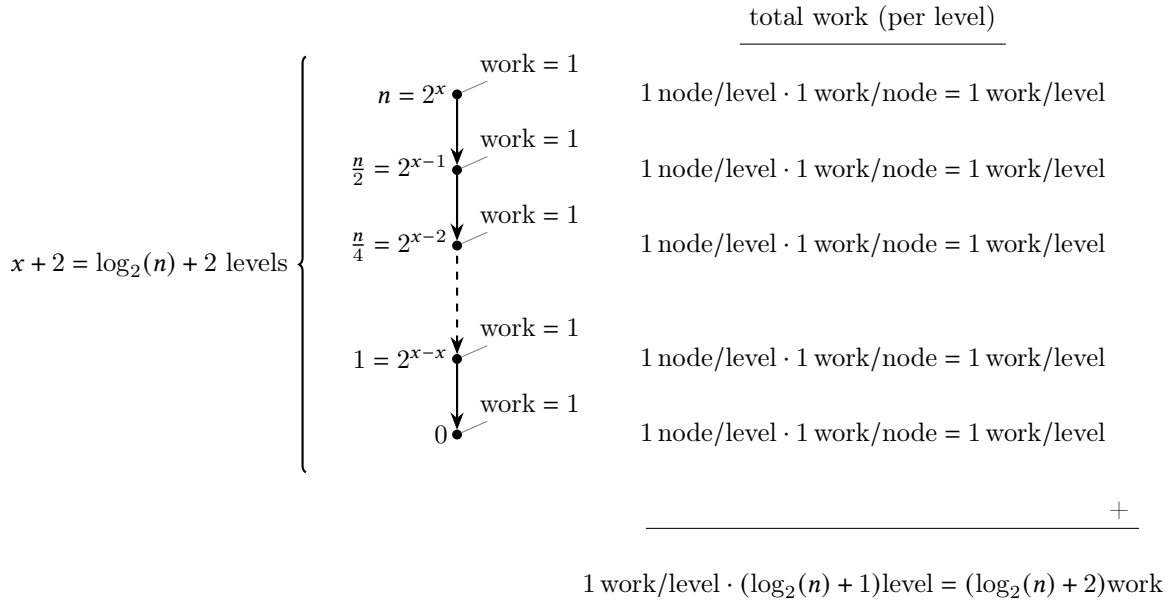 total work (per level)
work = 1
n = 2^x
1 node/level · 1 work/node = 1 work/level
work = 1
n/2 = 2^{x−1}
1 node/level · 1 work/node = 1 work/level
work = 1
n/4 = 2^{x−2}
1 node/level · 1 work/node = 1 work/level
x + 2 = log₂(n) + 2 levels
work = 1
1 = 2^{x−x}
1 node/level · 1 work/node = 1 work/level
work = 1
0
1 node/level · 1 work/node = 1 work/level
+
1 work/level · (log₂(n) + 1)level = (log₂(n) + 2)work